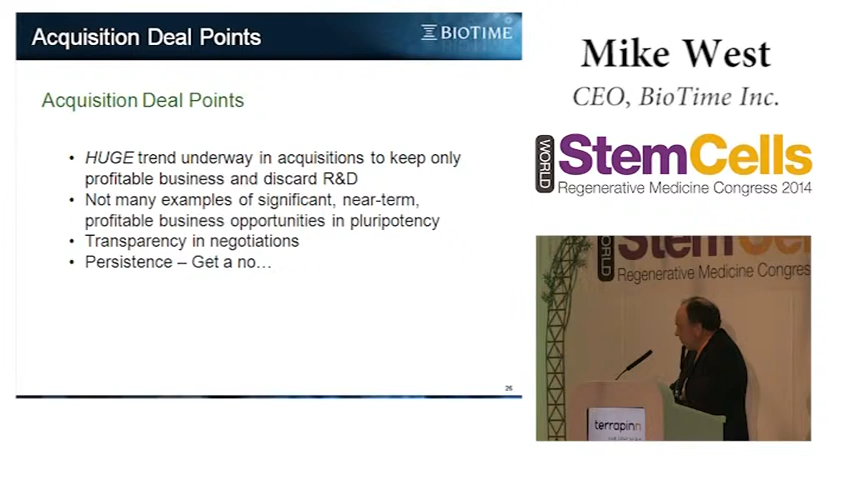 Acquisition Deal Points
BIOTIME
Acquisition Deal Points
• HUGE trend underway in acquisitions to keep only
profitable business and discard R&D
• Not many examples of significant, near-term,
profitable business opportunities in pluripotency
• Transparency in negotiations
• Persistence – Get a no…
26
Mike West
CEO, BioTime Inc.
WORLD
StemCells
Regenerative Medicine Congress 2014
WORLD
StemCel
Regenerative Medicine Congres
terrapinn